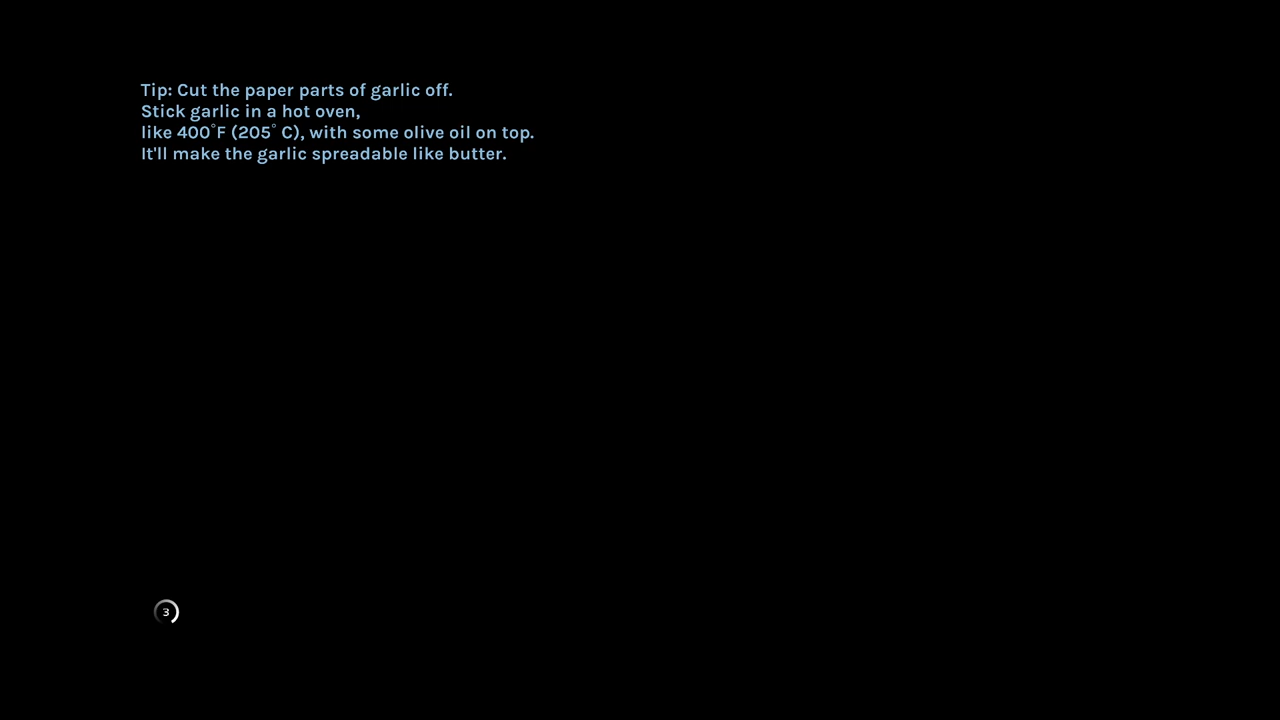 Tip: Cut the paper parts of garlic off.
Stick garlic in a hot oven,
like 400°F (205° C), with some olive oil on top.
It'll make the garlic spreadable like butter.
3